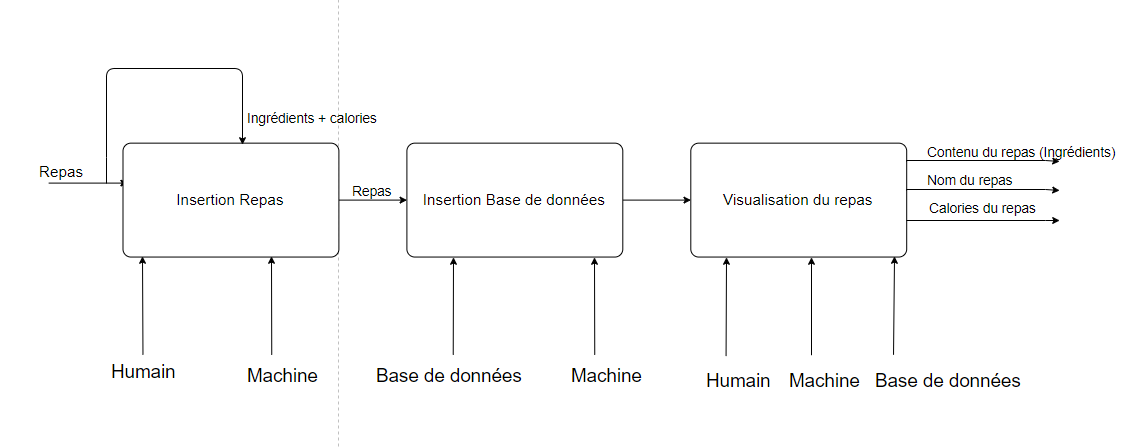 Ingrédients + calories
Repas
Insertion Repas
Repas
Insertion Base de données
Visualisation du repas
Contenu du repas (Ingrédients)
Nom du repas
Calories du repas
Humain
Machine
Base de données
Machine
Humain
Machine
Base de données